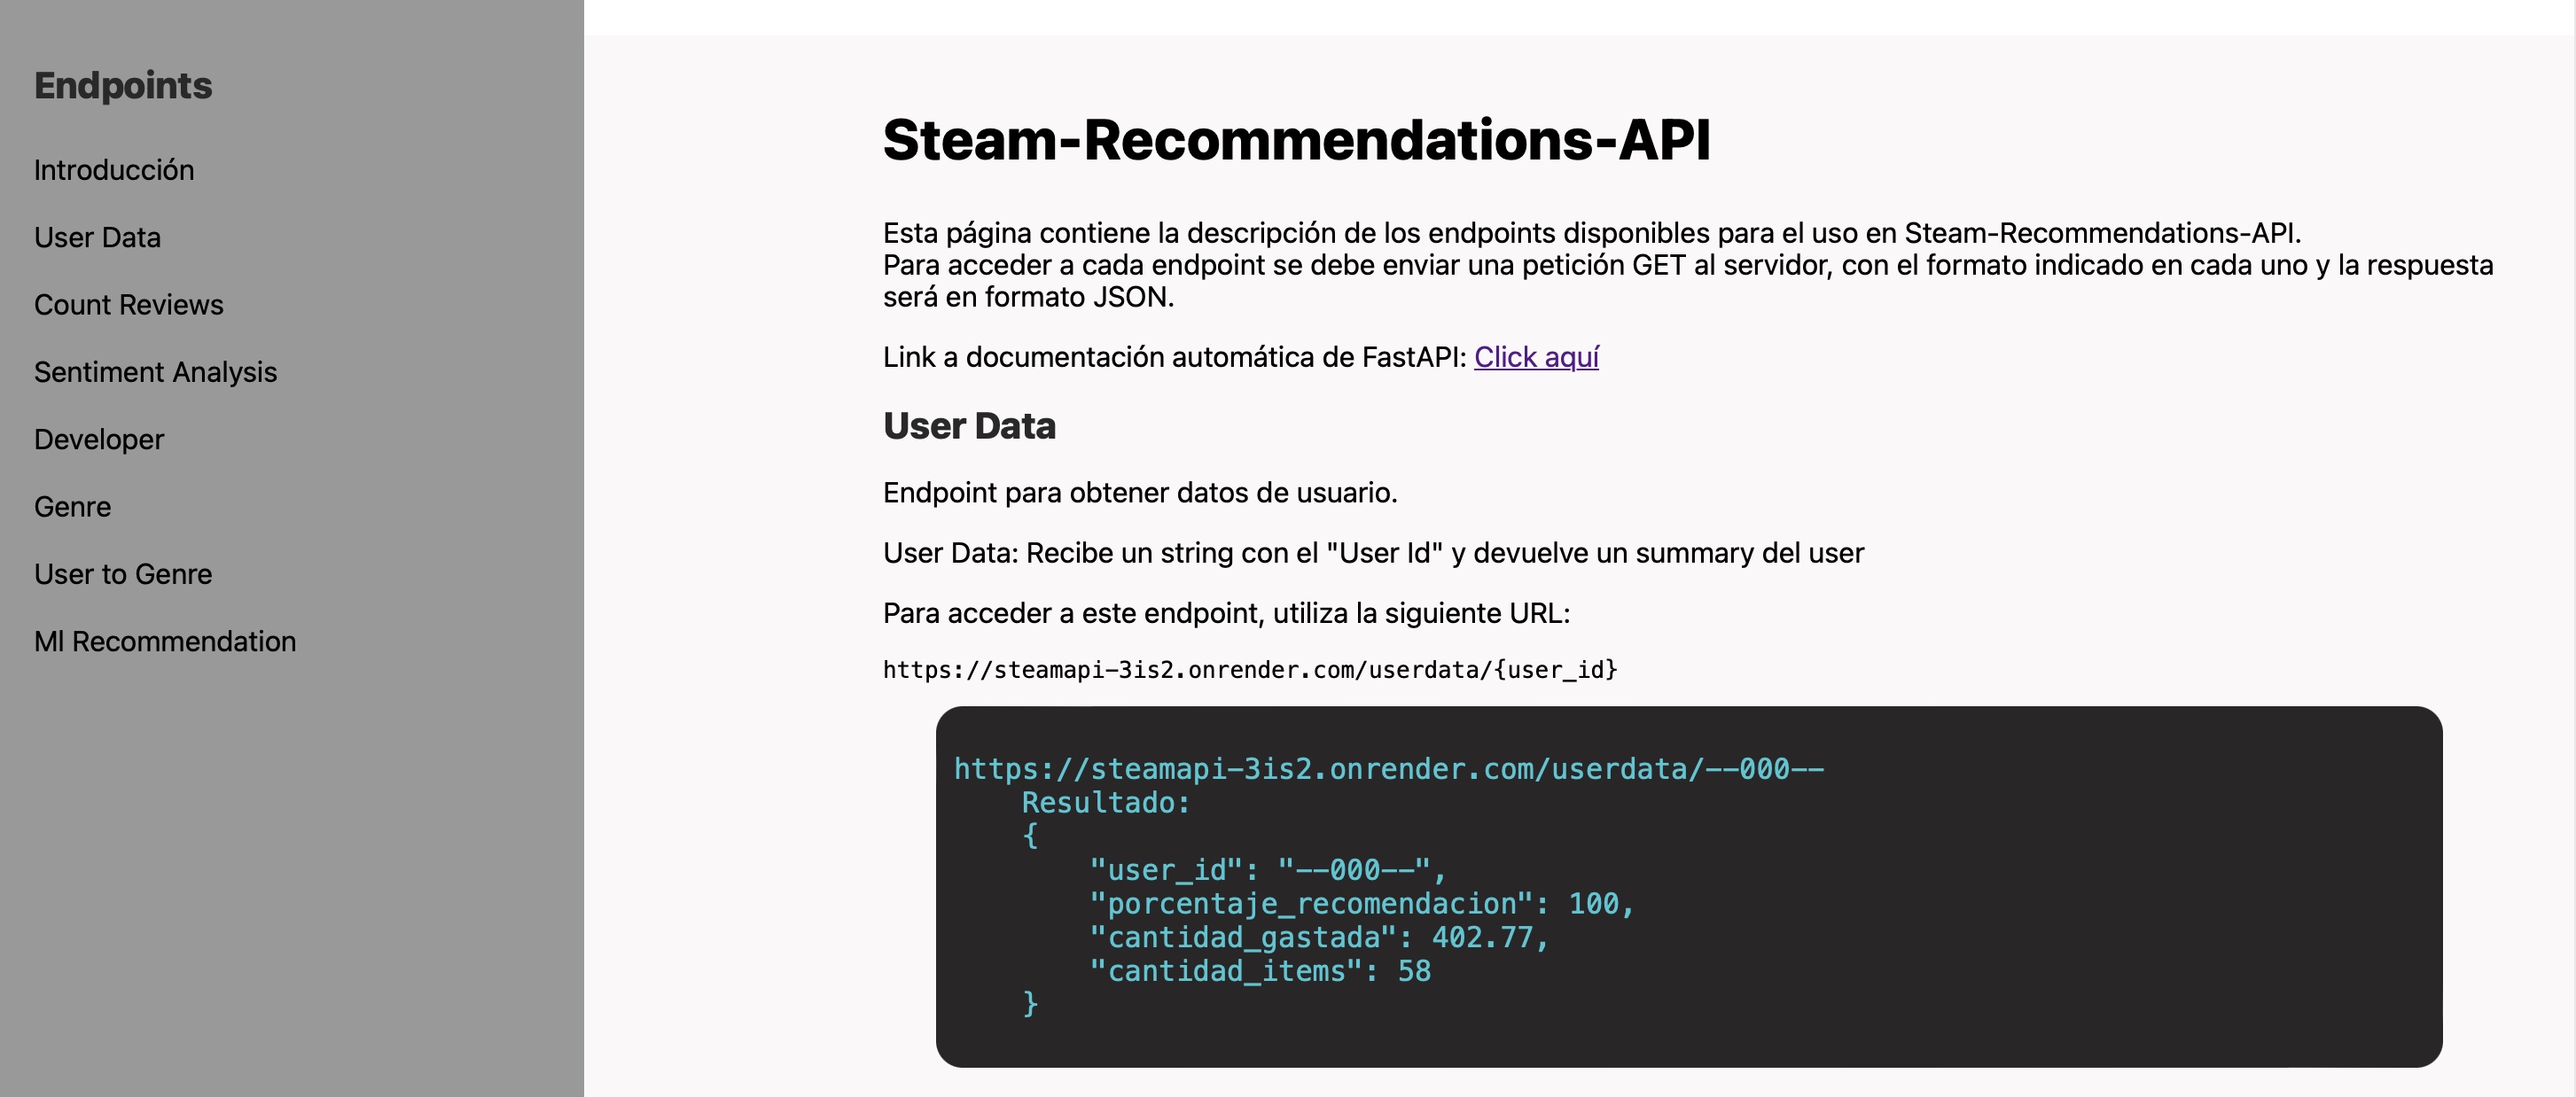 Endpoints
Introducción
User Data
Count Reviews
Sentiment Analysis
Developer
Genre
User to Genre
Ml Recommendation
Steam-Recommendations-API
Esta página contiene la descripción de los endpoints disponibles para el uso en Steam-Recommendations-API.
Para acceder a cada endpoint se debe enviar una petición GET al servidor, con el formato indicado en cada uno y la respuesta
será en formato JSON.
Link a documentación automática de FastAPI: Click aquí
User Data
Endpoint para obtener datos de usuario.
User Data: Recibe un string con el "User Id" y devuelve un summary del user
Para acceder a este endpoint, utiliza la siguiente URL:
https://steamapi-3is2.onrender.com/userdata/{user_id}
https://steamapi-3is2.onrender.com/userdata/--000--
Resultado:
{
"user_id": "--000--",
"porcentaje_recomendacion": 100,
"cantidad_gastada": 402.77,
"cantidad_items": 58
}